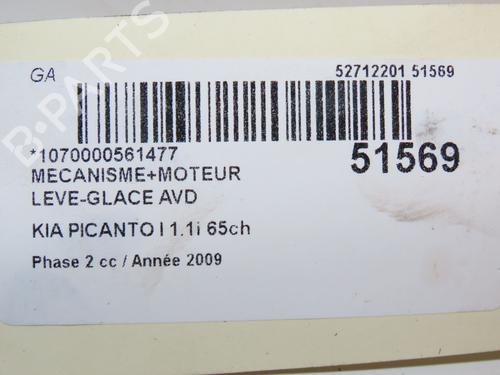 B-PARTS
GA
52712201 51569
*1070000561477
51569
MECANISME+MOTEUR
LEVE-GLACE AVD
KIA PICANTO I 1.1i 65ch
Phase 2 cc / Année 2009